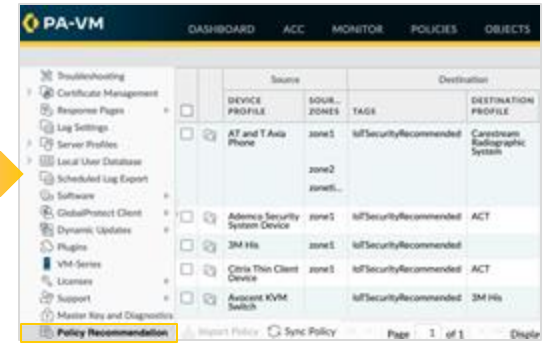 PA-VM
DASHBOARD ACC MONITOR POLICIES OBJECTS
Troubleshooting
Certificate Management
Response Pages
Log Settings
Server Profiles
Local User Database
Scheduled Log Export
Software
GlobalProtect Client
Dynamic Updates
Plugins
VM-Series
Licenses
Support
Master Key and Diagnostics
Policy Recommendation
Source Destination
DEVICE PROFILE SOUR... ZONES TAGS DESTINATION PROFILE
AT and T Axia Phone zone1 IoTSecurityRecommended Carestream Radiographic System
zone2
Ademco Security System Device zone1 IoTSecurityRecommended ACT
3M His zone1 IoTSecurityRecommended
Citrix Thin Client Device zone1 IoTSecurityRecommended ACT
Avocent KVM Switch zone1 IoTSecurityRecommended 3M His
Import Policy Sync Policy Page 1 of 1 Display